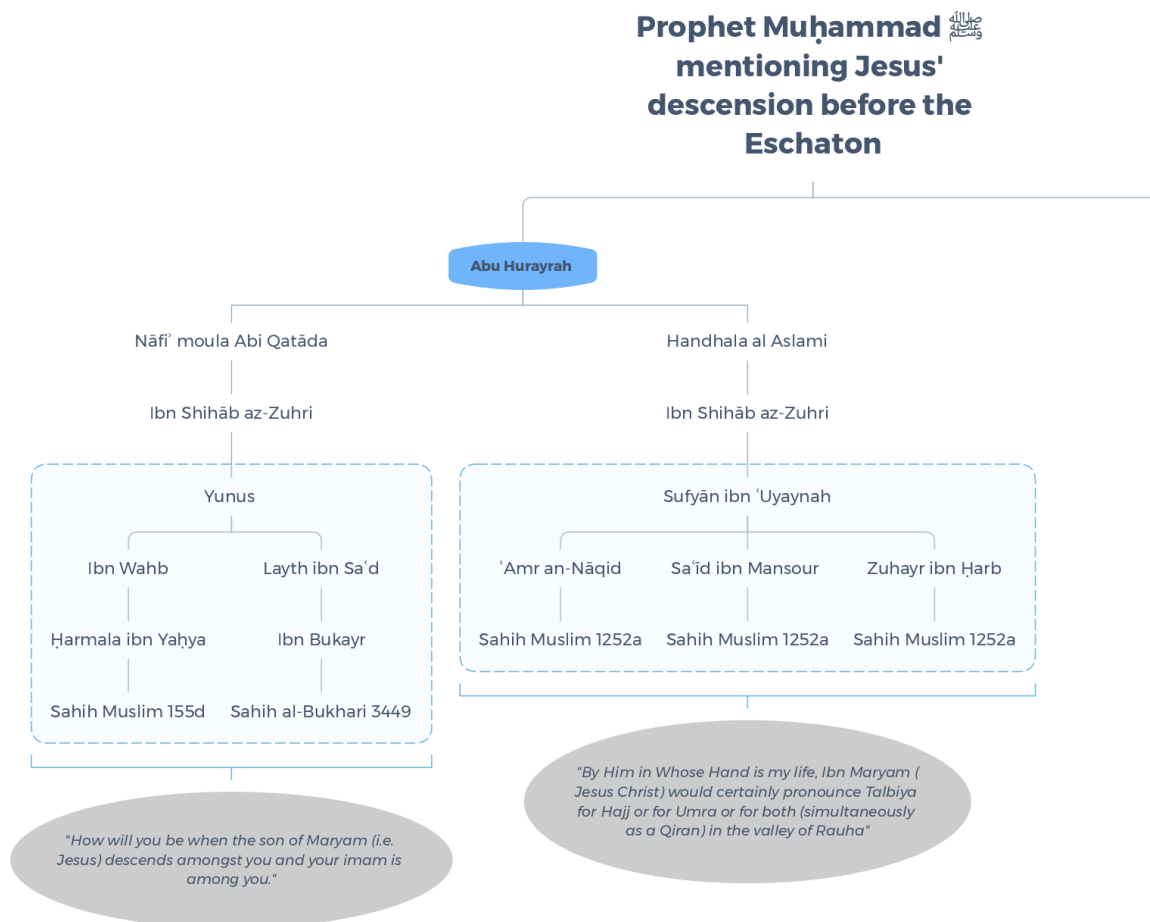 Prophet Muḥammad ﷺ
mentioning Jesus'
descension before the
Eschaton
Abu Hurayrah
Nāfiʾ moula Abi Qatāda
Handhala al Aslami
Ibn Shihāb az-Zuhri
Ibn Shihāb az-Zuhri
Yunus
Sufyān ibn ʿUyaynah
Ibn Wahb
Layth ibn Saʿd
ʿAmr an-Nāqid
Saʿīd ibn Mansour
Zuhayr ibn Ḥarb
Ḥarmala ibn Yaḥya
Ibn Bukayr
Sahih Muslim 1252a
Sahih Muslim 1252a
Sahih Muslim 1252a
Sahih Muslim 155d
Sahih al-Bukhari 3449
"By Him in Whose Hand is my life, Ibn Maryam (
Jesus Christ) would certainly pronounce Talbiya
for Hajj or for Umra or for both (simultaneously
as a Qiran) in the valley of Rauha"
"How will you be when the son of Maryam (i.e.
Jesus) descends amongst you and your imam is
among you."